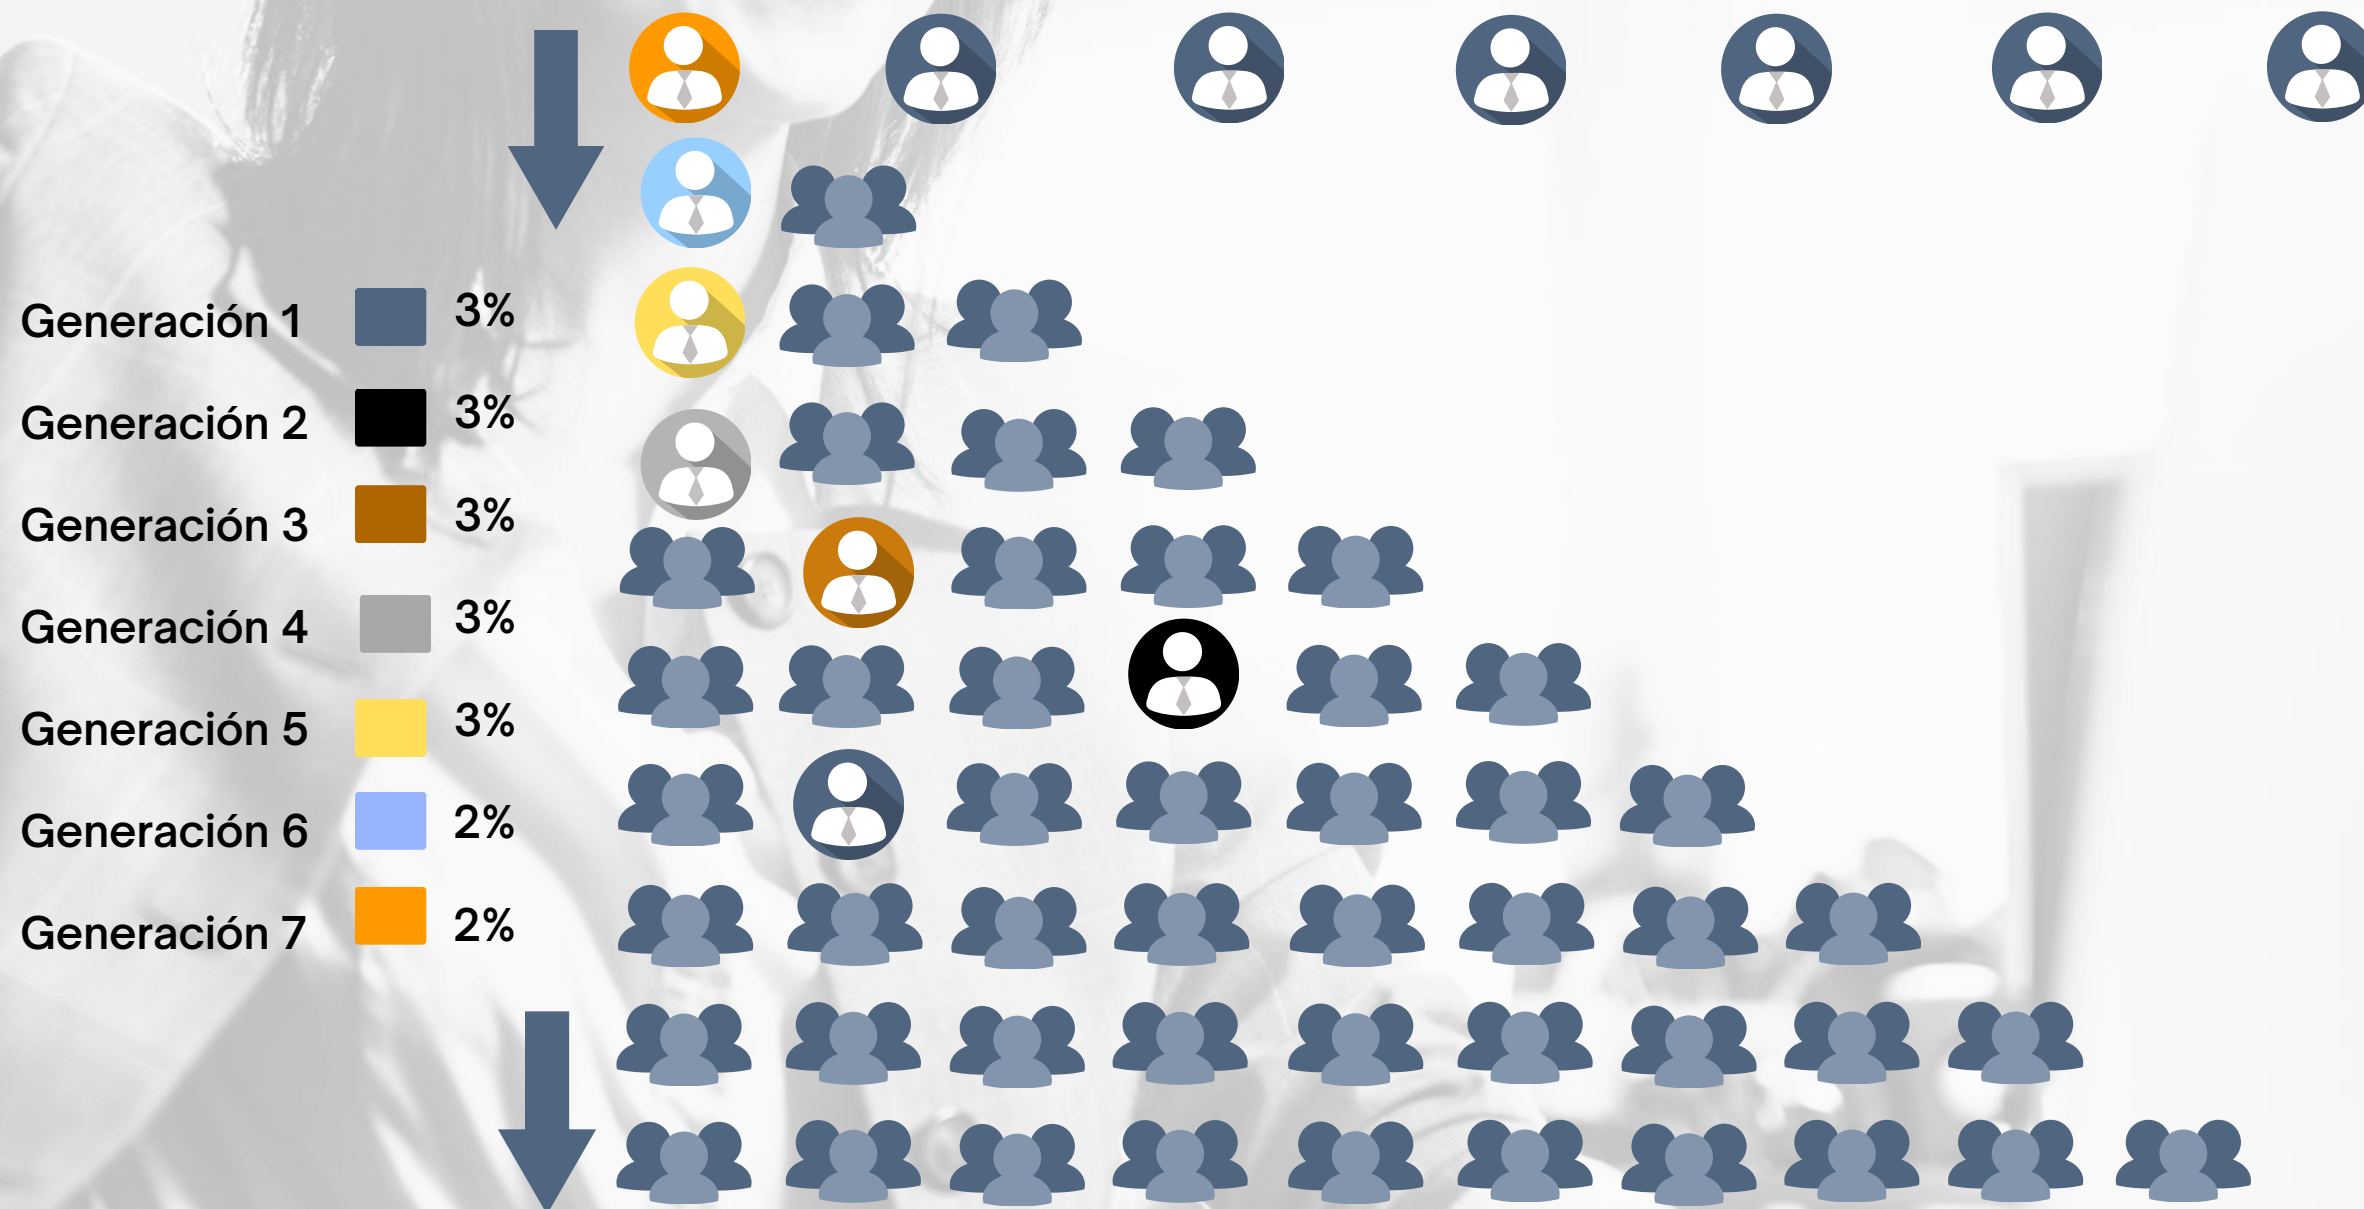 Generación 1 3%
Generación 2 3%
Generación 3 3%
Generación 4 3%
Generación 5 3%
Generación 6 2%
Generación 7 2%